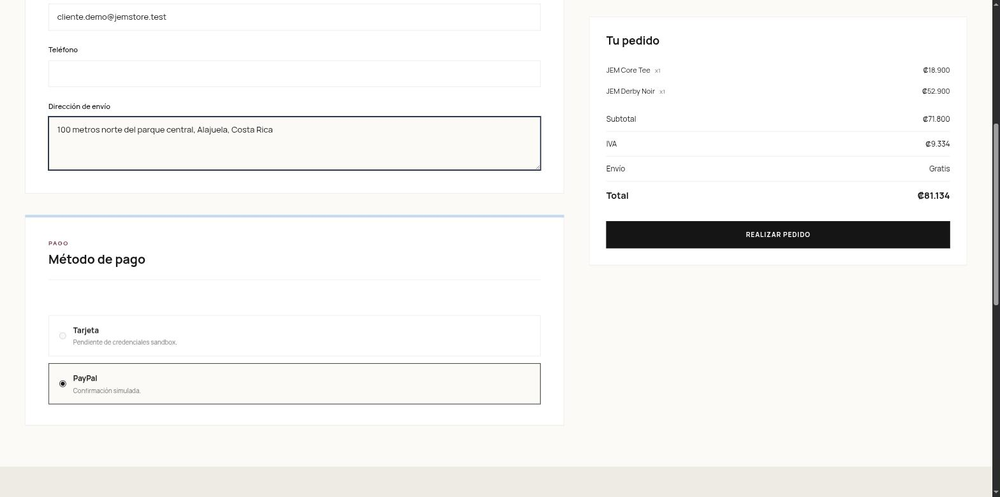 cliente.demo@jemstore.test
Teléfono
Dirección de envío
100 metros norte del parque central, Alajuela, Costa Rica
PAGO
Método de pago
Tarjeta
Pendiente de credenciales sandbox.
PayPal
Confirmación simulada.
Tu pedido
JEM Core Tee x1 ₡18.900
JEM Derby Noir x1 ₡52.900
Subtotal ₡71.800
IVA ₡9.334
Envío Gratis
Total ₡81.134
REALIZAR PEDIDO